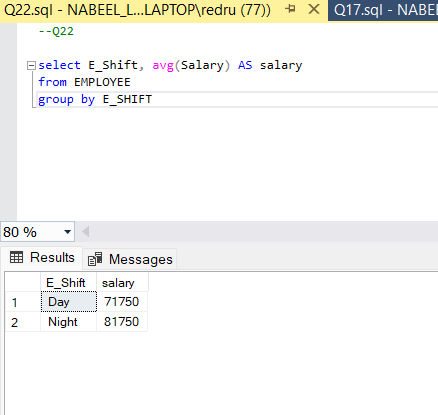 Q22.sql - NABEEL_L...LAPTOP\redru (77)) Q17.sql - NABEE
--Q22
select E_Shift, avg(Salary) AS salary
from EMPLOYEE
group by E_SHIFT
80 %
Results Messages
E_Shift salary
1 Day 71750
2 Night 81750